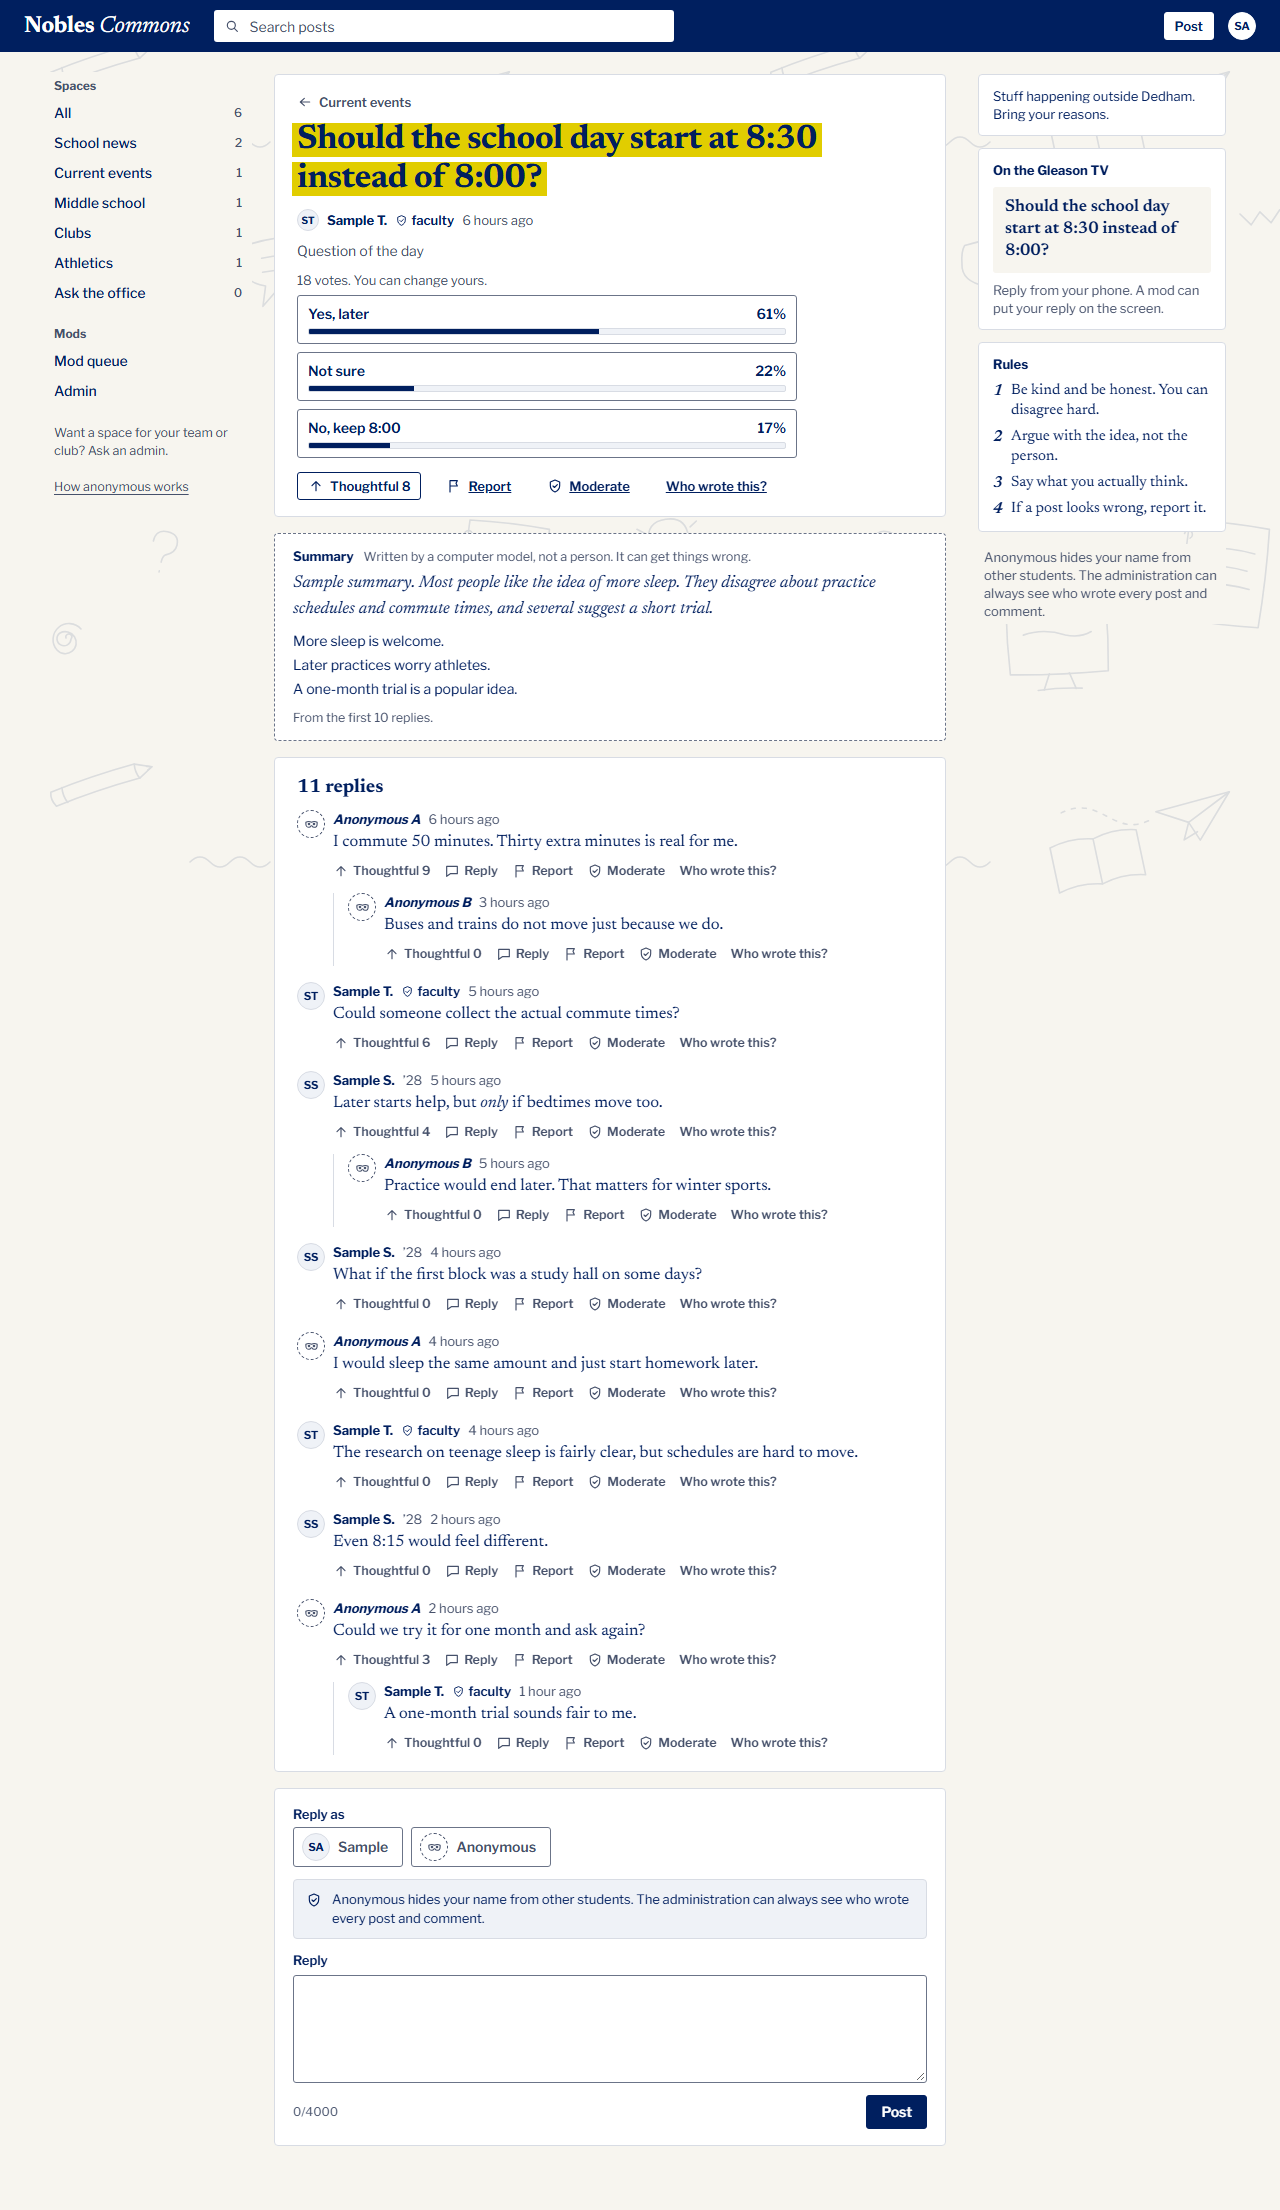 Nobles Commons
Search posts
Post
SA
Spaces
All 6
School news 2
Current events 1
Middle school 1
Clubs 1
Athletics 1
Ask the office 0
Mods
Mod queue
Admin
Want a space for your team or
club? Ask an admin.
How anonymous works
Current events
Should the school day start at 8:30
instead of 8:00?
ST Sample T. faculty 6 hours ago
Question of the day
18 votes. You can change yours.
Yes, later 61%
Not sure 22%
No, keep 8:00 17%
Thoughtful 8 Report Moderate Who wrote this?
Summary Written by a computer model, not a person. It can get things wrong.
Sample summary. Most people like the idea of more sleep. They disagree about practice
schedules and commute times, and several suggest a short trial.
More sleep is welcome.
Later practices worry athletes.
A one-month trial is a popular idea.
From the first 10 replies.
11 replies
Anonymous A 6 hours ago
I commute 50 minutes. Thirty extra minutes is real for me.
Thoughtful 9 Reply Report Moderate Who wrote this?
Anonymous B 3 hours ago
Buses and trains do not move just because we do.
Thoughtful 0 Reply Report Moderate Who wrote this?
ST Sample T. faculty 5 hours ago
Could someone collect the actual commute times?
Thoughtful 6 Reply Report Moderate Who wrote this?
SS Sample S. '28 5 hours ago
Later starts help, but only if bedtimes move too.
Thoughtful 4 Reply Report Moderate Who wrote this?
Anonymous B 5 hours ago
Practice would end later. That matters for winter sports.
Thoughtful 0 Reply Report Moderate Who wrote this?
SS Sample S. '28 4 hours ago
What if the first block was a study hall on some days?
Thoughtful 0 Reply Report Moderate Who wrote this?
Anonymous A 4 hours ago
I would sleep the same amount and just start homework later.
Thoughtful 0 Reply Report Moderate Who wrote this?
ST Sample T. faculty 4 hours ago
The research on teenage sleep is fairly clear, but schedules are hard to move.
Thoughtful 0 Reply Report Moderate Who wrote this?
SS Sample S. '28 2 hours ago
Even 8:15 would feel different.
Thoughtful 0 Reply Report Moderate Who wrote this?
Anonymous A 2 hours ago
Could we try it for one month and ask again?
Thoughtful 3 Reply Report Moderate Who wrote this?
ST Sample T. faculty 1 hour ago
A one-month trial sounds fair to me.
Thoughtful 0 Reply Report Moderate Who wrote this?
Reply as
SA Sample Anonymous
Anonymous hides your name from other students. The administration can always see who wrote
every post and comment.
Reply
0/4000
Post
Stuff happening outside Dedham.
Bring your reasons.
On the Gleason TV
Should the school day
start at 8:30 instead of
8:00?
Reply from your phone. A mod can
put your reply on the screen.
Rules
1 Be kind and be honest. You can
disagree hard.
2 Argue with the idea, not the
person.
3 Say what you actually think.
4 If a post looks wrong, report it.
Anonymous hides your name from
other students. The administration can
always see who wrote every post and
comment.